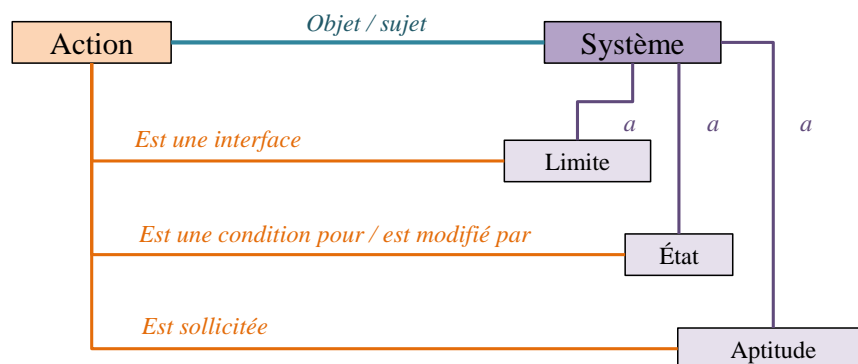 Objet / sujet
Action
Système
a
a
Est une interface
Limite
Est une condition pour / est modifié par
État
Est sollicitée
Aptitude